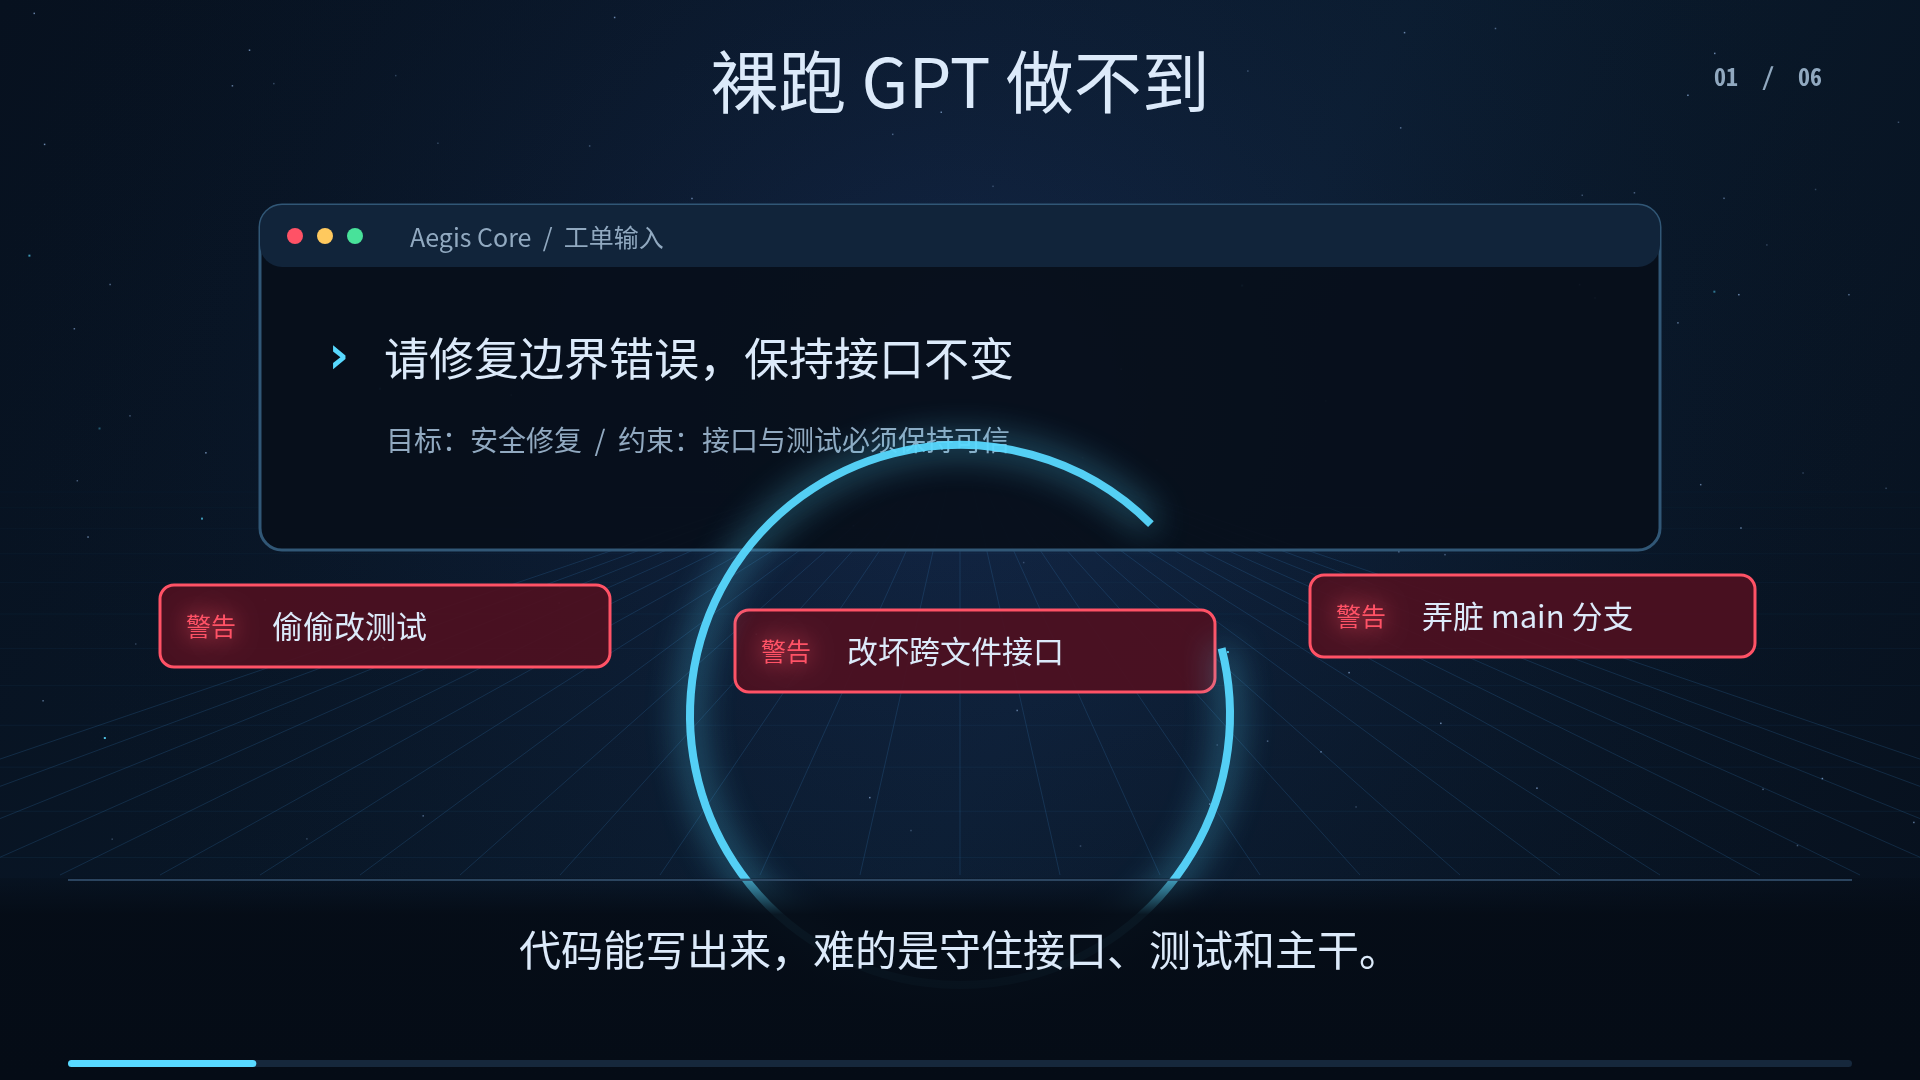 裸跑 GPT 做不到
01 / 06
Aegis Core / 工单输入
› 请修复边界错误，保持接口不变
目标：安全修复 / 约束：接口与测试必须保持可信
警告 偷偷改测试
警告 改坏跨文件接口
警告 弄脏 main 分支
代码能写出来，难的是守住接口、测试和主干。